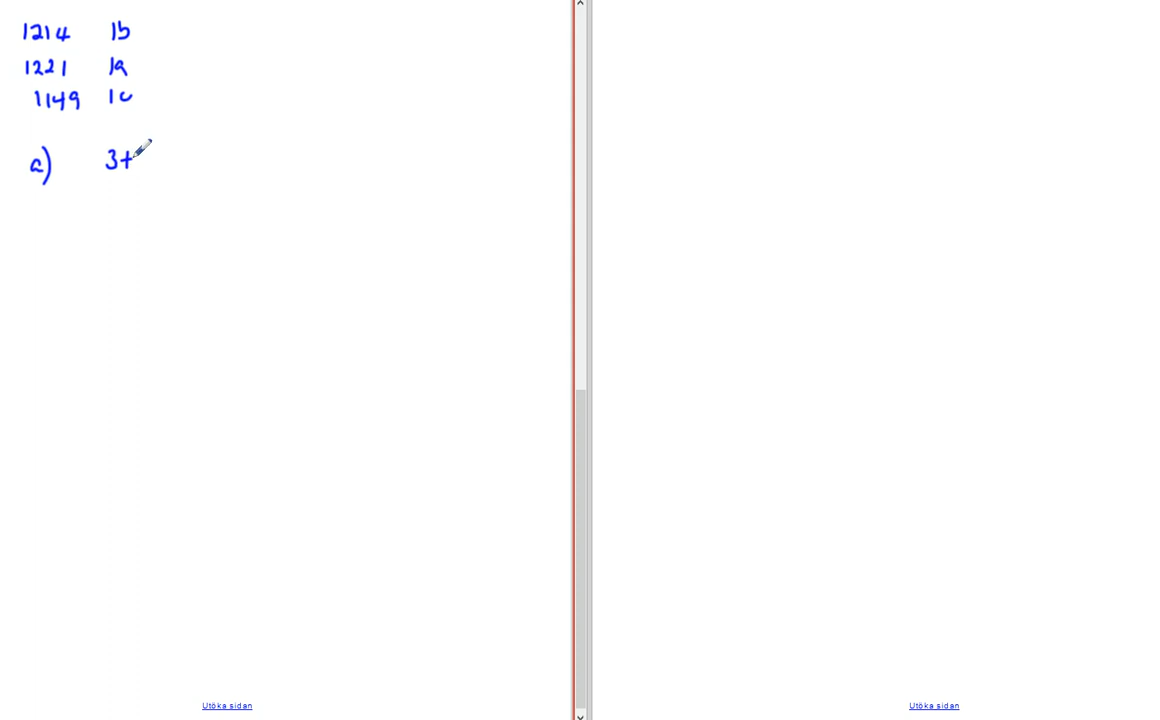 1214 1b
1221 1a
1149 1c
a) 3+
Utöka sidan Utöka sidan